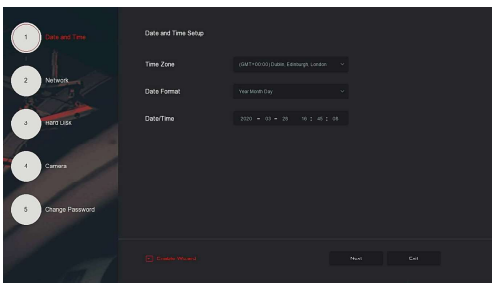 1
Date and Time
2
Network
3
Hard Disk
4
Camera
5
Change Password
Date and Time Setup
Time Zone
(GMT+00:00) Dublin, Edinburgh, London
Date Format
Year Month Day
Date/Time
2020 - 03 - 25 16 : 45 : 08
Enable Wizard
Next
Exit